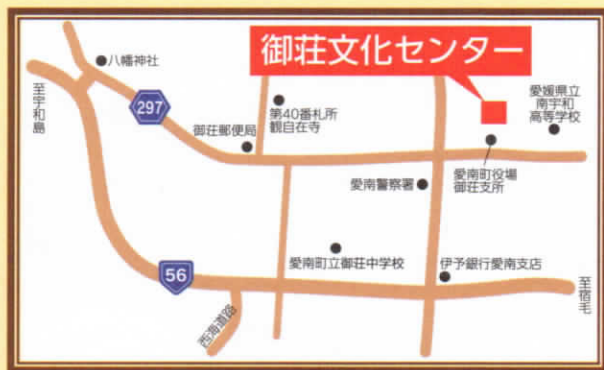 御荘文化センター
八幡神社
至宇和島
297
第40番札所
観自在寺
御荘郵便局
愛媛県立
南宇和
高等学校
愛南町役場
御荘支所
愛南警察署
愛南町立御荘中学校
伊予銀行愛南支店
56
西海道路
至宿毛